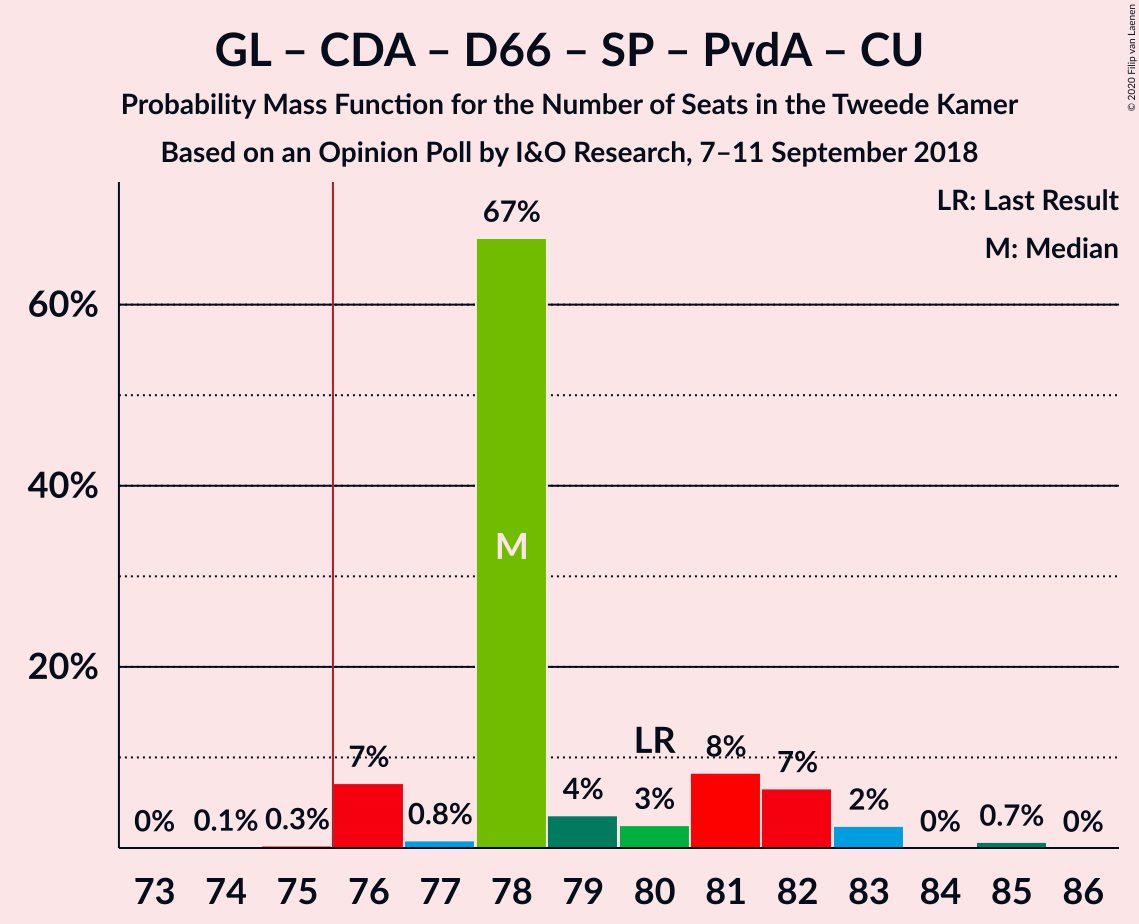 GL – CDA – D66 – SP – PvdA – CU
Probability Mass Function for the Number of Seats in the Tweede Kamer
Based on an Opinion Poll by I&O Research, 7–11 September 2018
© 2020 Filip van Laenen
LR: Last Result
M: Median
67%
60%
40%
M
20%
LR
8%
7%
7%
4%
3%
2%
0.8%
0.7%
0%
0.1%
0.3%
0%
0%
73 74 75 76 77 78 79 80 81 82 83 84 85 86